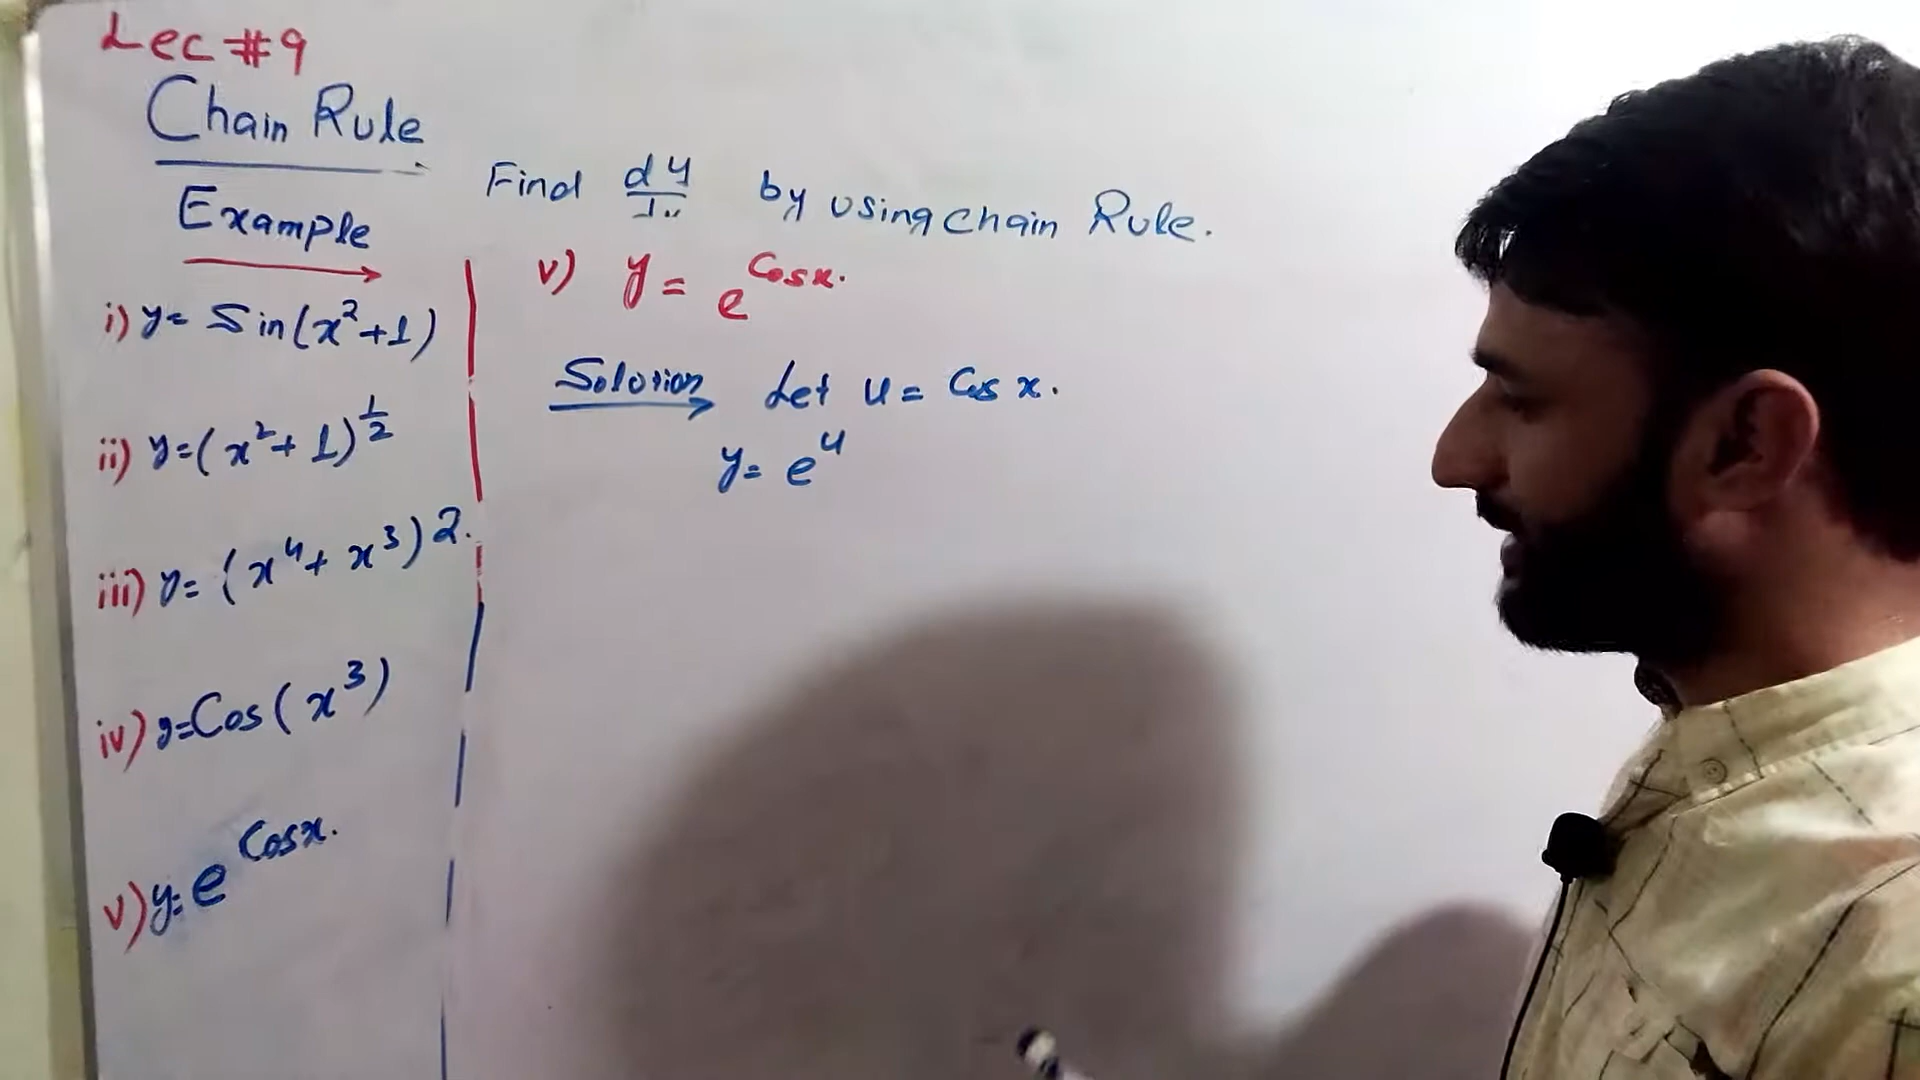 Lec #9
Chain Rule
Example
i) y= Sin(x²+1)
ii) y=(x²+1)^1/2
iii) y=(x⁴+x³)2.
iv) y=Cos(x³)
v) y=e^Cosx.
Find dy/dx by using chain Rule.
v) y = e^Cosx.
Solution Let u = Cos x.
y= e^u